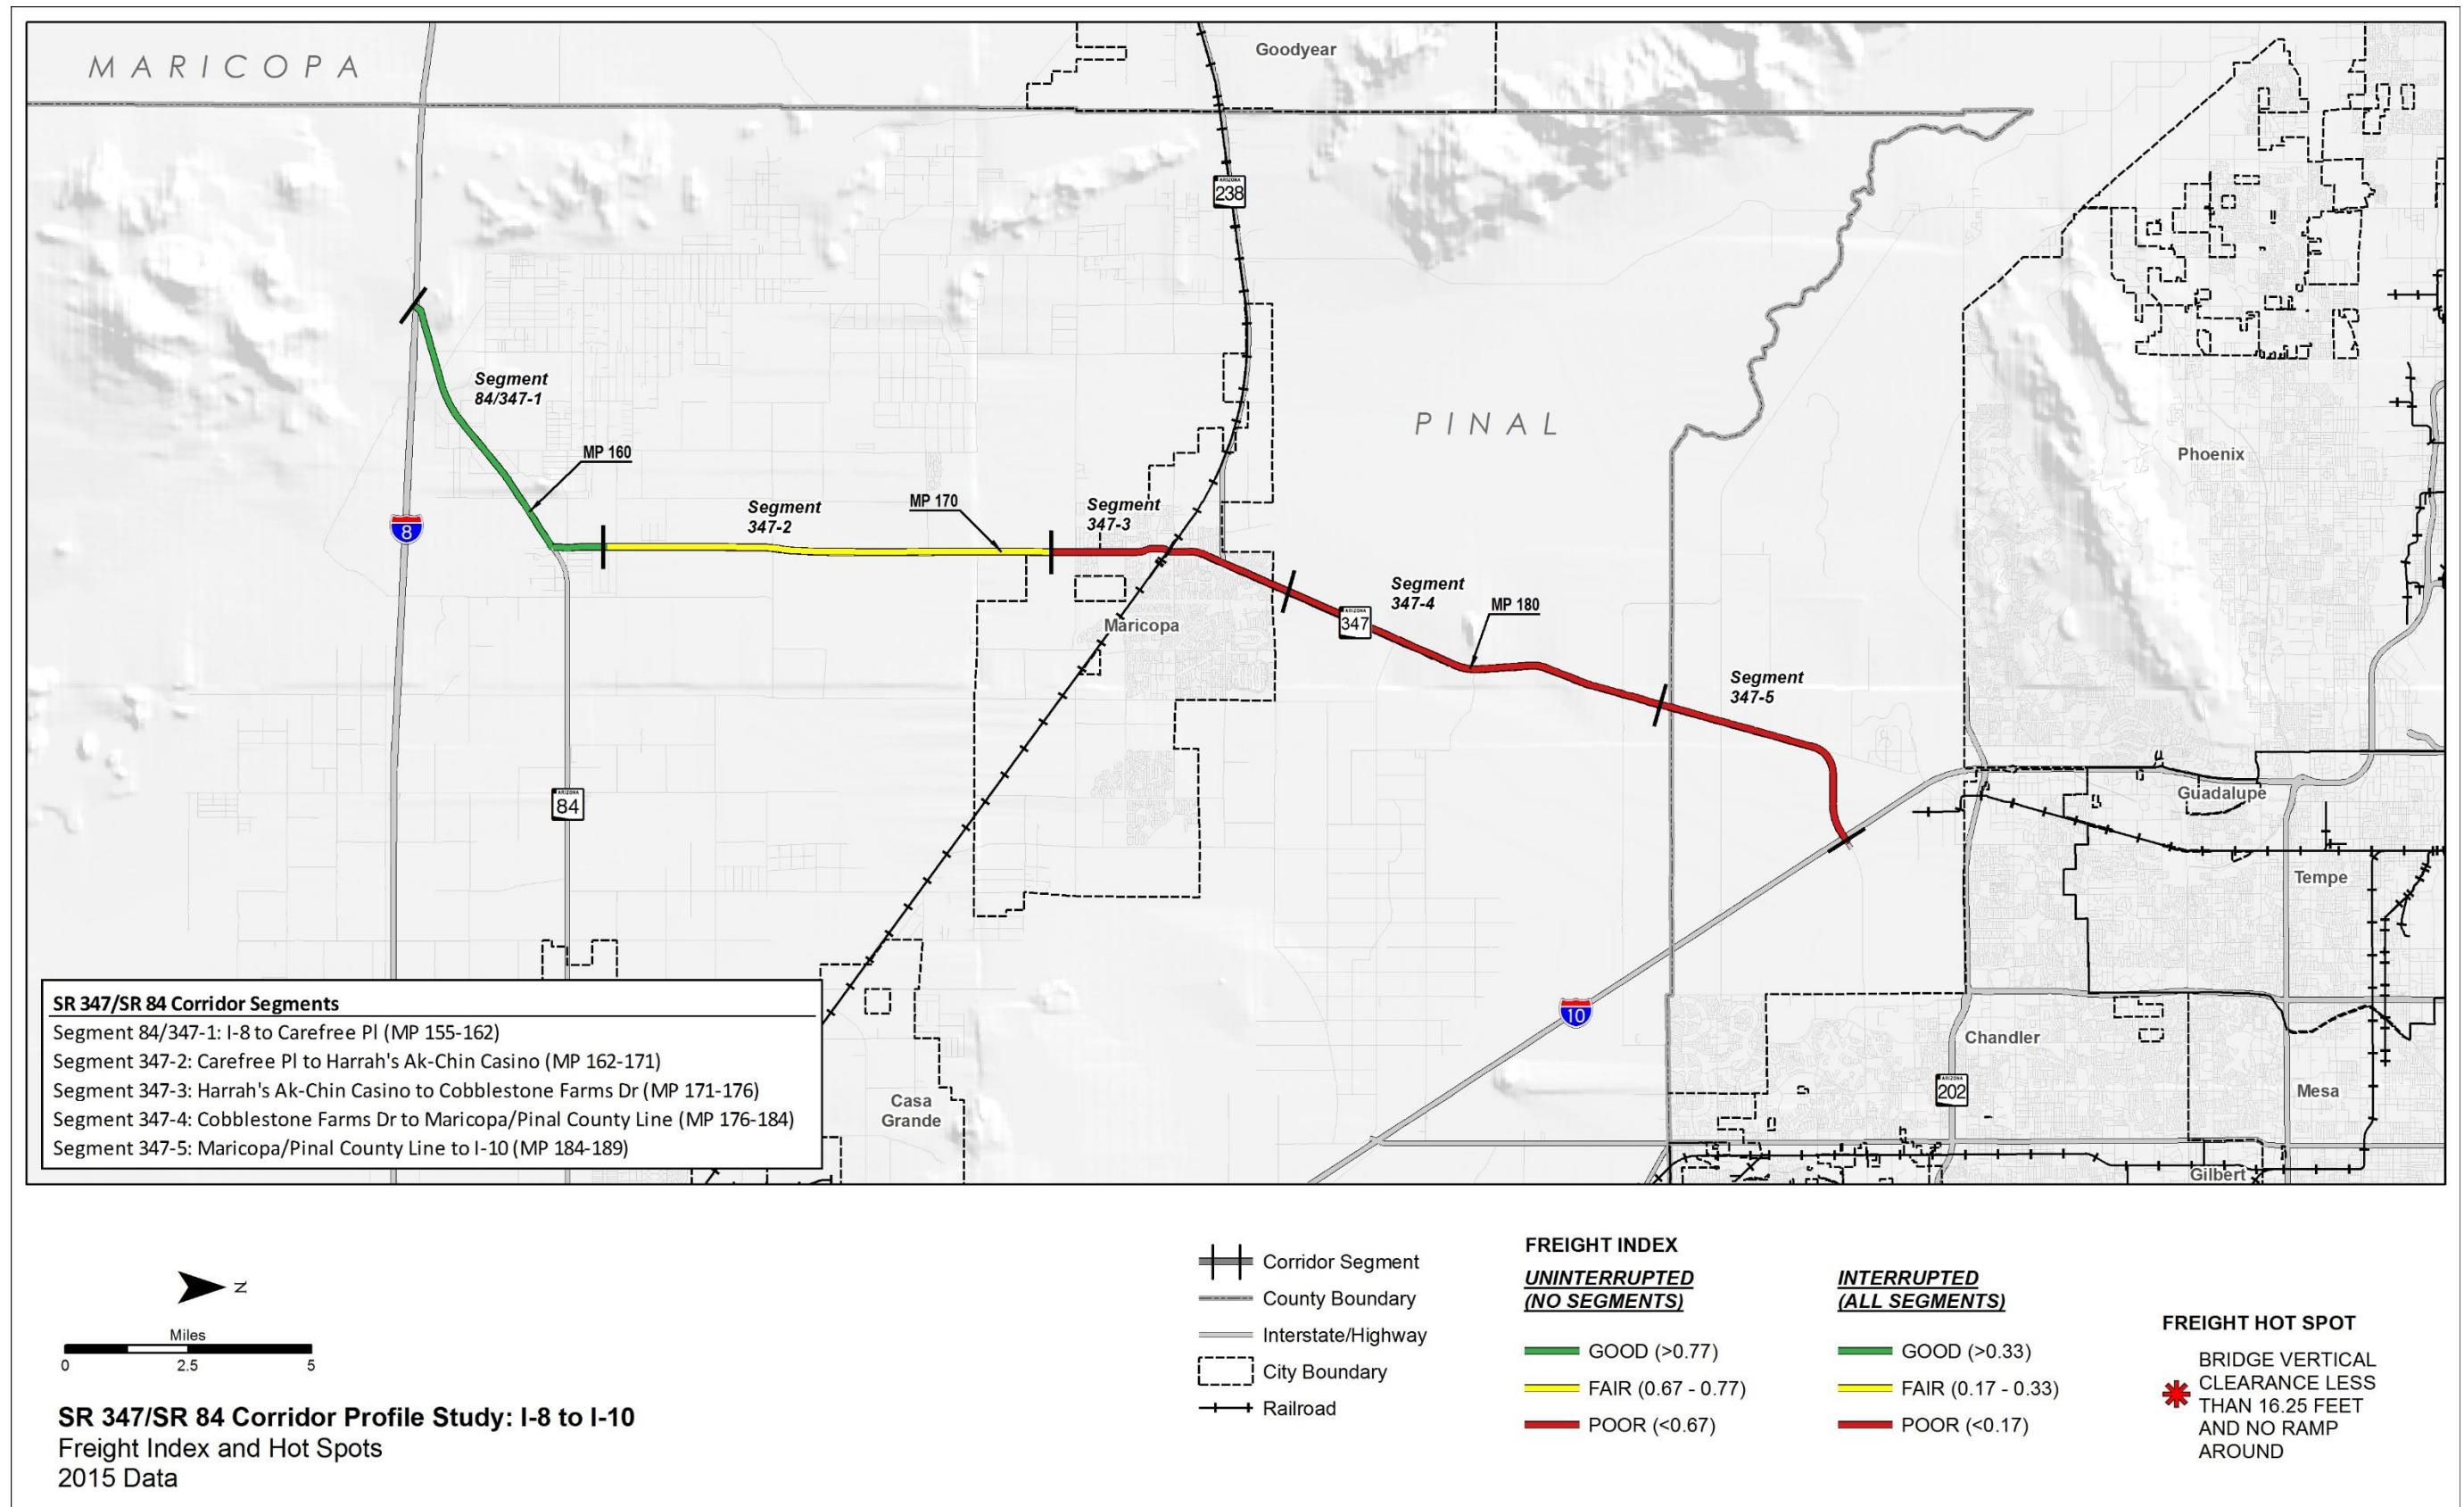 MARICOPA
Goodyear
ARIZONA
238
Segment
84/347-1
MP 160
8
Segment
347-2
MP 170
Segment
347-3
PINAL
Phoenix
Segment
347-4
MP 180
ARIZONA
347
Maricopa
Segment
347-5
ARIZONA
84
Guadalupe
Tempe
10
Chandler
ARIZONA
202
Mesa
Casa
Grande
Gilbert
SR 347/SR 84 Corridor Segments
Segment 84/347-1: I-8 to Carefree Pl (MP 155-162)
Segment 347-2: Carefree Pl to Harrah's Ak-Chin Casino (MP 162-171)
Segment 347-3: Harrah's Ak-Chin Casino to Cobblestone Farms Dr (MP 171-176)
Segment 347-4: Cobblestone Farms Dr to Maricopa/Pinal County Line (MP 176-184)
Segment 347-5: Maricopa/Pinal County Line to I-10 (MP 184-189)
N
Miles
0 2.5 5
SR 347/SR 84 Corridor Profile Study: I-8 to I-10
Freight Index and Hot Spots
2015 Data
Corridor Segment
County Boundary
Interstate/Highway
City Boundary
Railroad
FREIGHT INDEX
UNINTERRUPTED
(NO SEGMENTS)
GOOD (>0.77)
FAIR (0.67 - 0.77)
POOR (<0.67)
INTERRUPTED
(ALL SEGMENTS)
GOOD (>0.33)
FAIR (0.17 - 0.33)
POOR (<0.17)
FREIGHT HOT SPOT
BRIDGE VERTICAL
CLEARANCE LESS
THAN 16.25 FEET
AND NO RAMP
AROUND